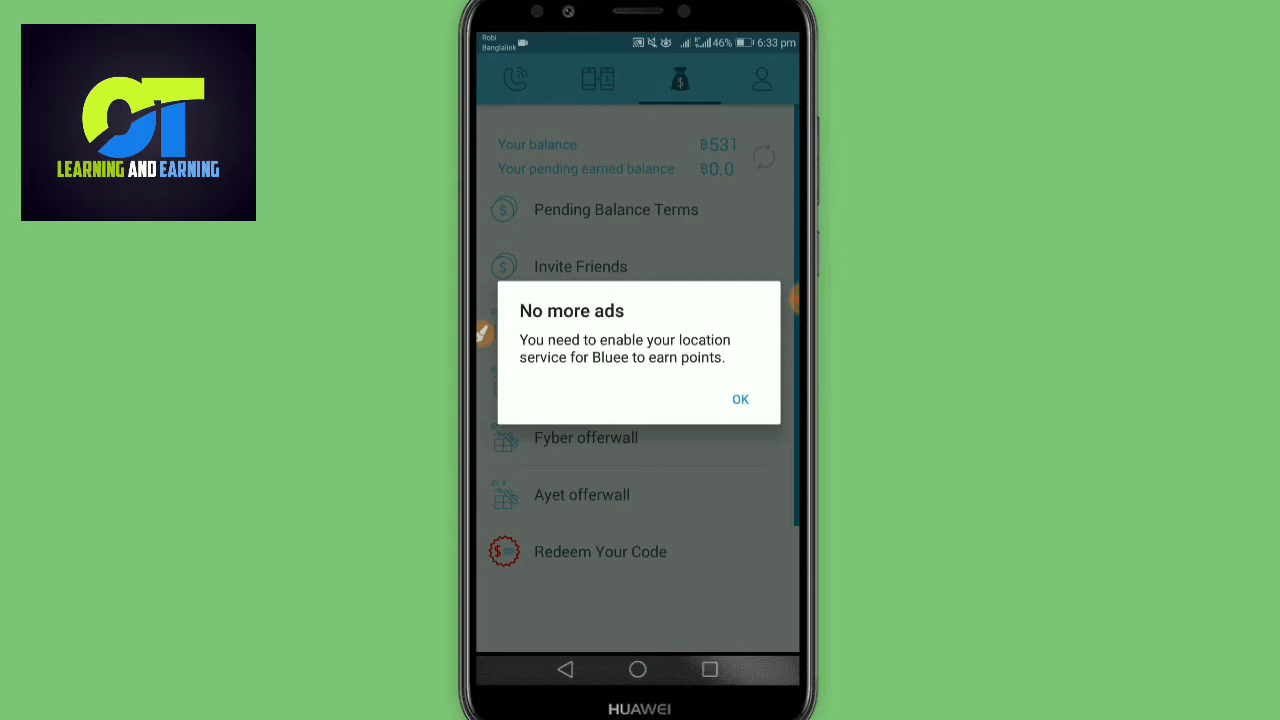 OT
LEARNING AND EARNING
Robi
Banglalink
46% 6:33 pm
Your balance ฿531
Your pending earned balance ฿0.0
Pending Balance Terms
Invite Friends
No more ads
You need to enable your location
service for Bluee to earn points.
OK
Fyber offerwall
Ayet offerwall
Redeem Your Code
HUAWEI